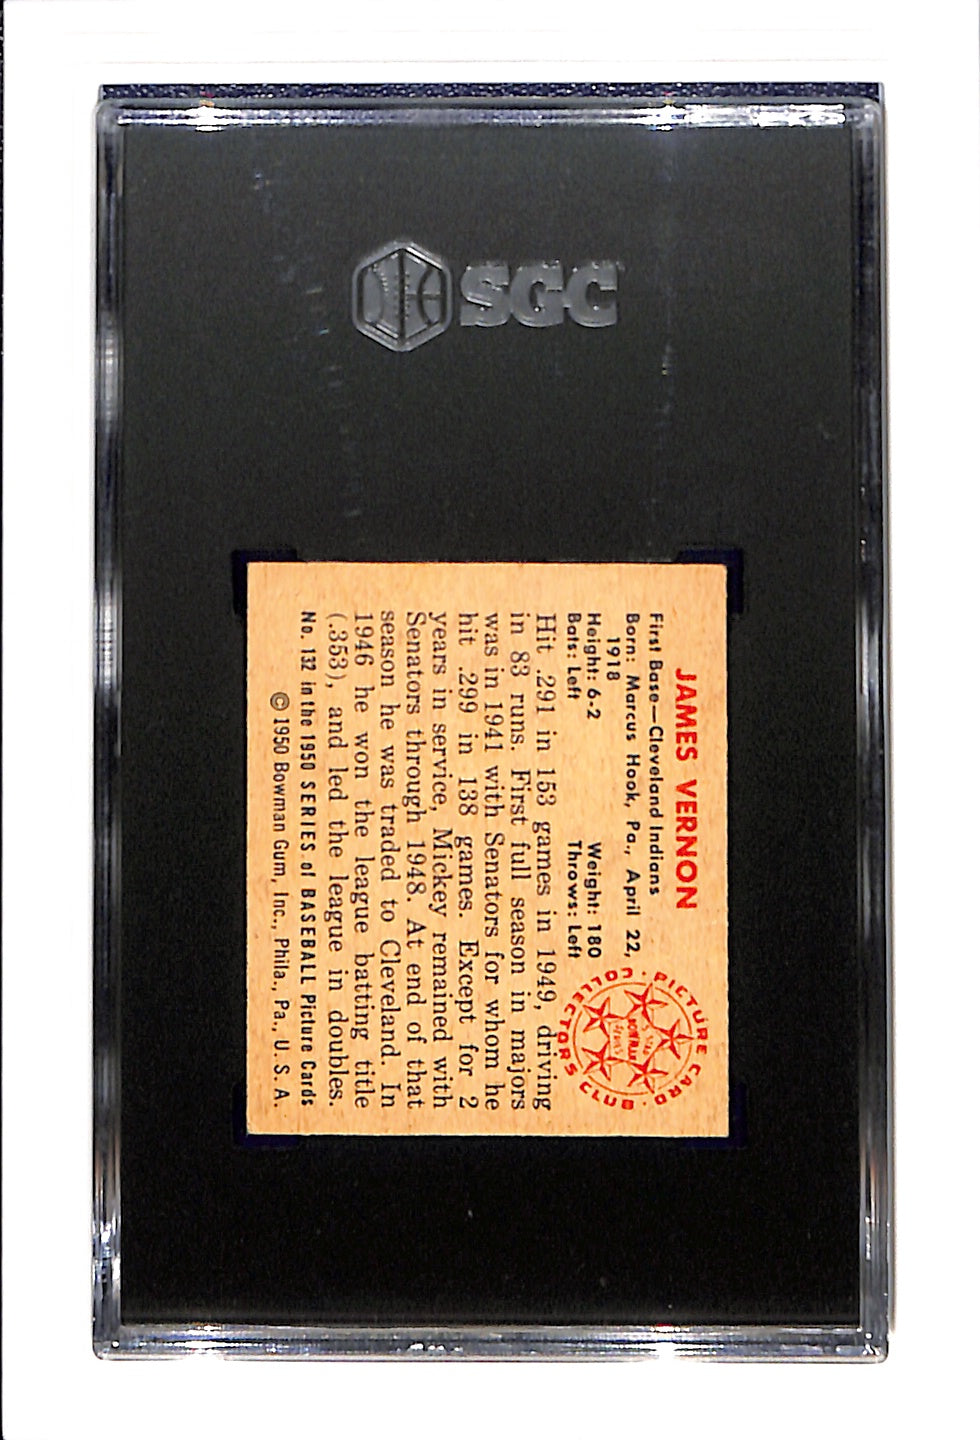 SGC
JAMES VERNON
First Base—Cleveland Indians
Born: Marcus Hook, Pa., April 22,
1918
Height: 6-2 Weight: 180
Bats: Left Throws: Left
Hit .291 in 153 games in 1949, driving
in 83 runs. First full season in majors
was in 1941 with Senators for whom he
hit .299 in 138 games. Except for 2
years in service, Mickey remained with
Senators through 1948. At end of that
season he was traded to Cleveland. In
1946 he won the league batting title
(.353), and led the league in doubles.
No. 132 in the 1950 SERIES of BASEBALL Picture Cards
© 1950 Bowman Gum, Inc., Phila., Pa., U. S. A.
PICTURE CARD · COLLECTORS CLUB ·
5 STAR
BOWMAN